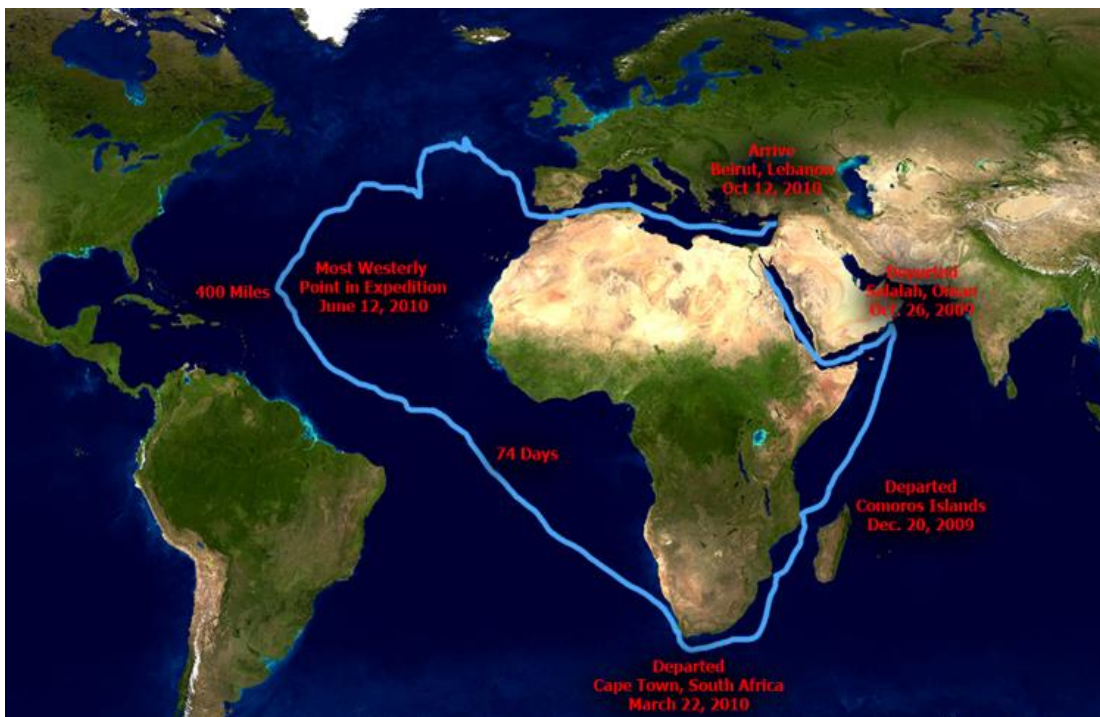 Arrive
Beirut, Lebanow
Oct 12, 2010
Departed
Salalah, Oman
Oct. 26, 2009
400 Miles
Most Westerly
Point in Expedition
June 12, 2010
74 Days
Departed
Comoros Islands
Dec. 20, 2009
Departed
Cape Town, South Africa
March 22, 2010